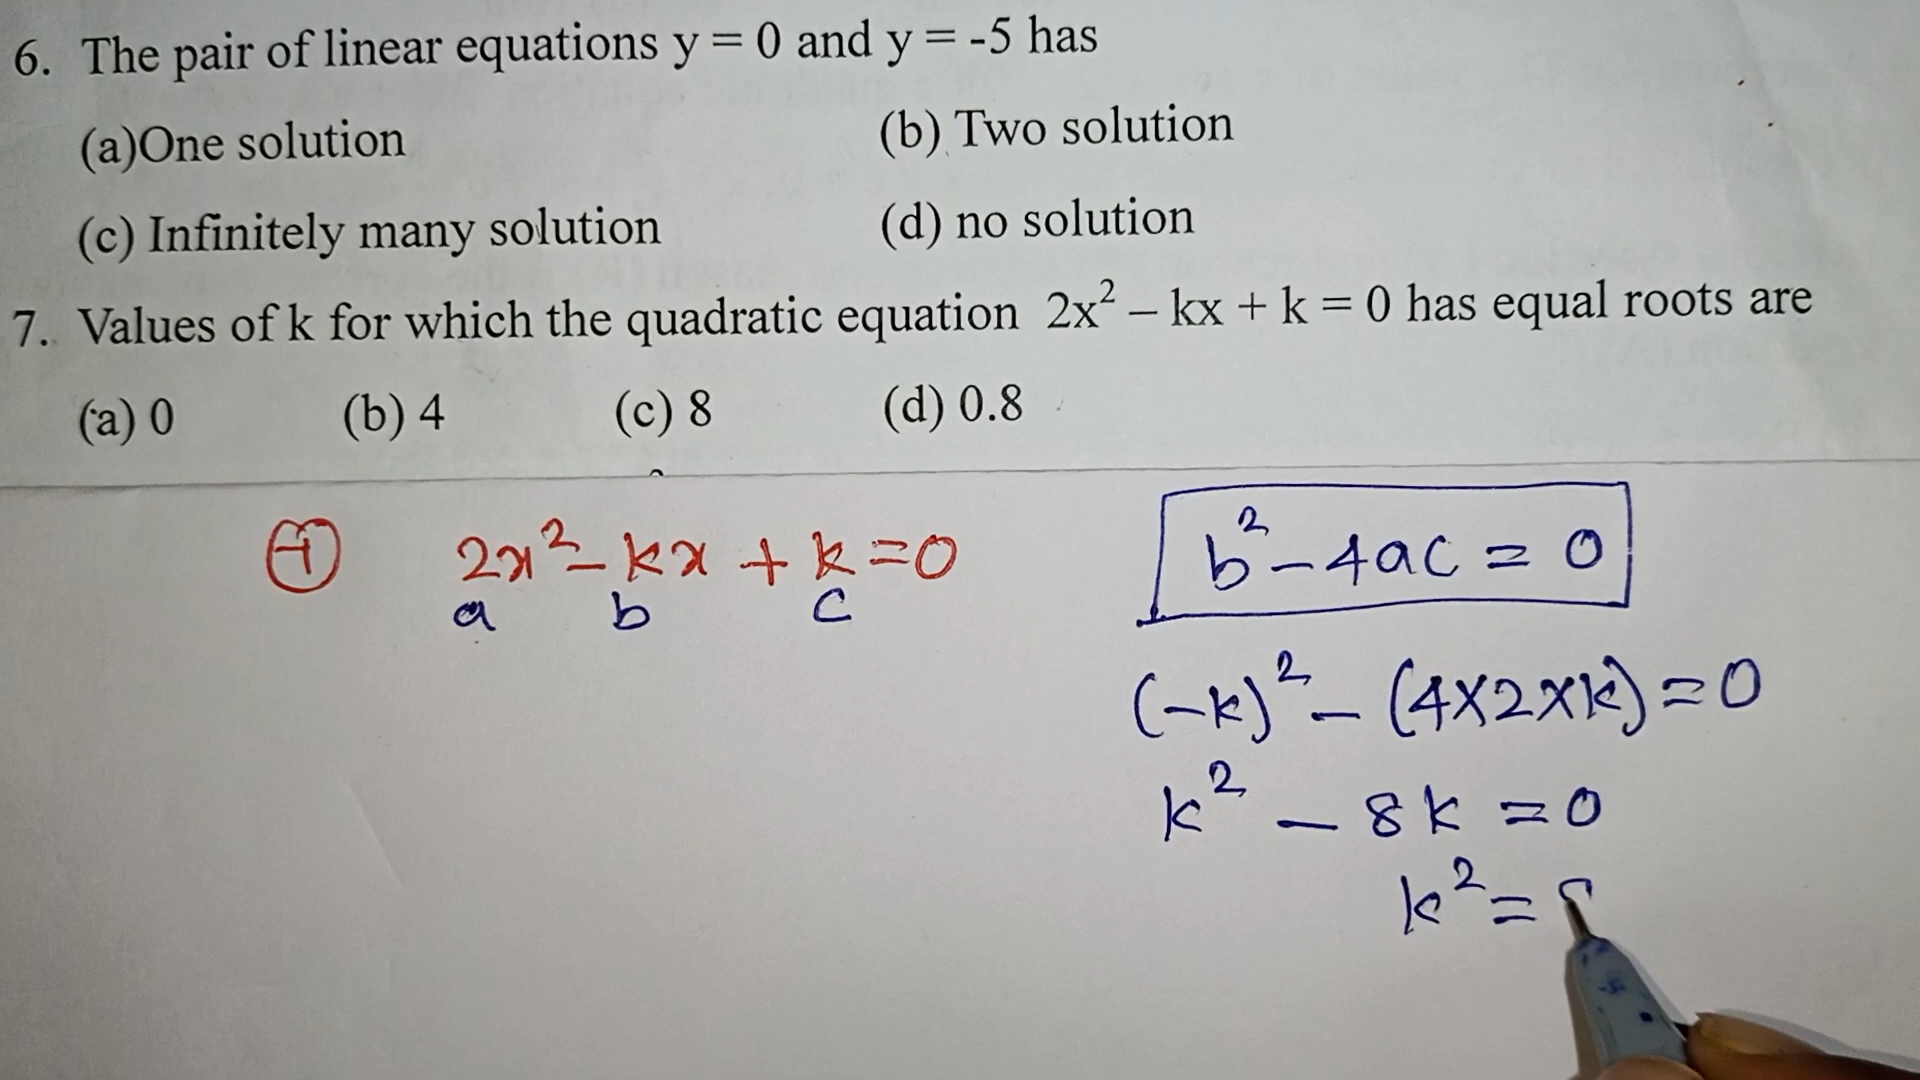 6. The pair of linear equations y = 0 and y = -5 has
(a)One solution (b) Two solution
(c) Infinitely many solution (d) no solution
7. Values of k for which the quadratic equation 2x² – kx + k = 0 has equal roots are
(a) 0 (b) 4 (c) 8 (d) 0.8
7 2x² - kx + k = 0
a b c
b² - 4ac = 0
(-k)² - (4×2×k) = 0
k² - 8k = 0
k² =